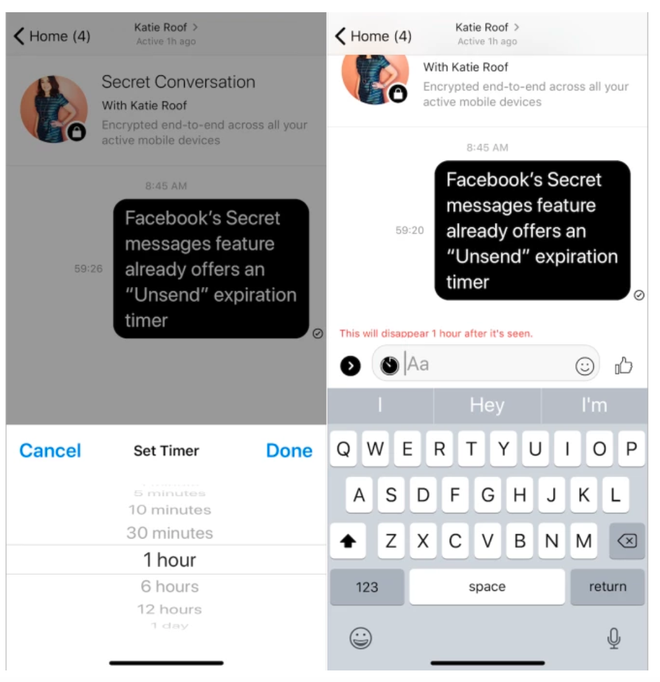 Home (4)
Katie Roof >
Active 1h ago
Secret Conversation
With Katie Roof
Encrypted end-to-end across all your
active mobile devices
8:45 AM
Facebook's Secret
messages feature
already offers an
“Unsend” expiration
timer
59:26
Cancel
Set Timer
Done
5 minutes
10 minutes
30 minutes
1 hour
6 hours
12 hours
1 day
Home (4)
Katie Roof >
Active 1h ago
With Katie Roof
Encrypted end-to-end across all your
active mobile devices
8:45 AM
Facebook's Secret
messages feature
already offers an
“Unsend” expiration
timer
59:20
This will disappear 1 hour after it's seen.
Aa
I Hey I'm
Q W E R T Y U I O P
A S D F G H J K L
Z X C V B N M
123 space return